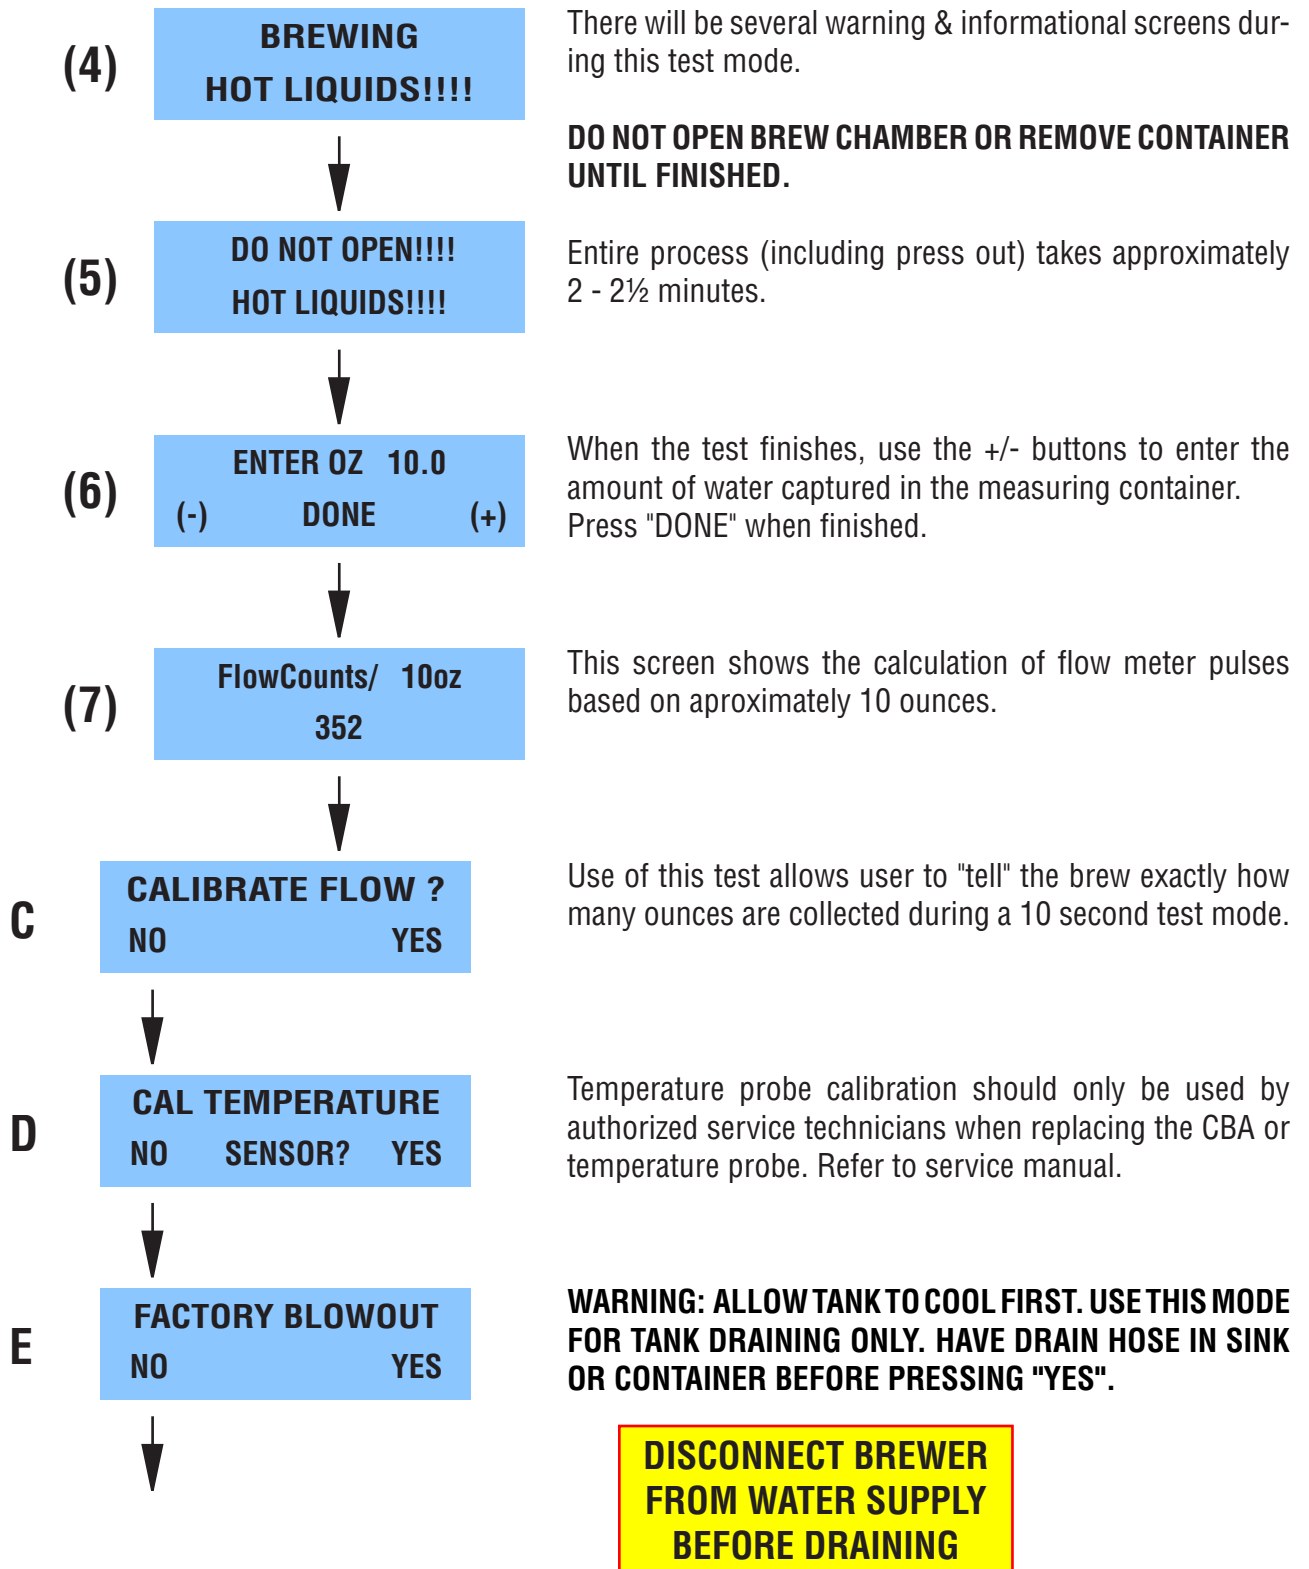 (4)
BREWING
HOT LIQUIDS!!!!
There will be several warning & informational screens dur-
ing this test mode.
DO NOT OPEN BREW CHAMBER OR REMOVE CONTAINER
UNTIL FINISHED.
(5)
DO NOT OPEN!!!!
HOT LIQUIDS!!!!
Entire process (including press out) takes approximately
2 - 2½ minutes.
(6)
ENTER OZ 10.0
(-) DONE (+)
When the test finishes, use the +/- buttons to enter the
amount of water captured in the measuring container.
Press "DONE" when finished.
(7)
FlowCounts/ 10oz
352
This screen shows the calculation of flow meter pulses
based on aproximately 10 ounces.
C
CALIBRATE FLOW ?
NO YES
Use of this test allows user to "tell" the brew exactly how
many ounces are collected during a 10 second test mode.
D
CAL TEMPERATURE
NO SENSOR? YES
Temperature probe calibration should only be used by
authorized service technicians when replacing the CBA or
temperature probe. Refer to service manual.
E
FACTORY BLOWOUT
NO YES
WARNING: ALLOW TANK TO COOL FIRST. USE THIS MODE
FOR TANK DRAINING ONLY. HAVE DRAIN HOSE IN SINK
OR CONTAINER BEFORE PRESSING "YES".
DISCONNECT BREWER
FROM WATER SUPPLY
BEFORE DRAINING